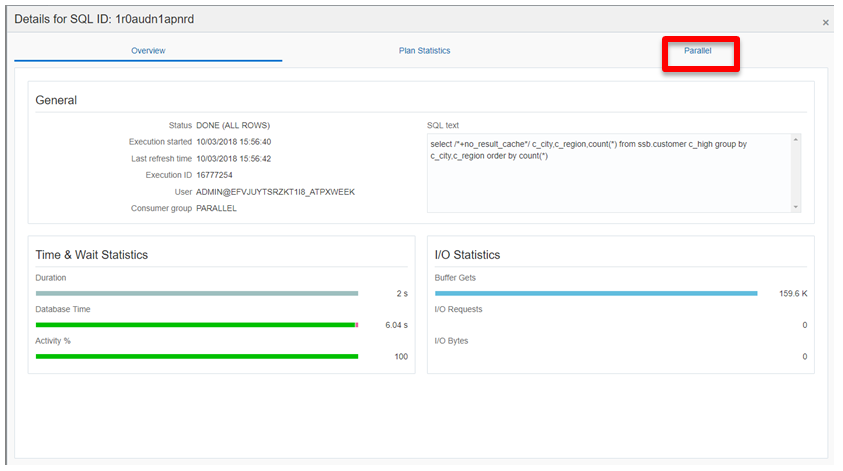 Details for SQL ID: 1r0audn1apnrd
×
Overview
Plan Statistics
Parallel
General
Status DONE (ALL ROWS)
Execution started 10/03/2018 15:56:40
Last refresh time 10/03/2018 15:56:42
Execution ID 16777254
User ADMIN@EFVJUYTSRZKT1I8_ATPXWEEK
Consumer group PARALLEL
SQL text
select /*+no_result_cache*/ c_city,c_region,count(*) from ssb.customer c_high group by
c_city,c_region order by count(*)
Time & Wait Statistics
Duration
2 s
Database Time
6.04 s
Activity %
100
I/O Statistics
Buffer Gets
159.6 K
I/O Requests
0
I/O Bytes
0